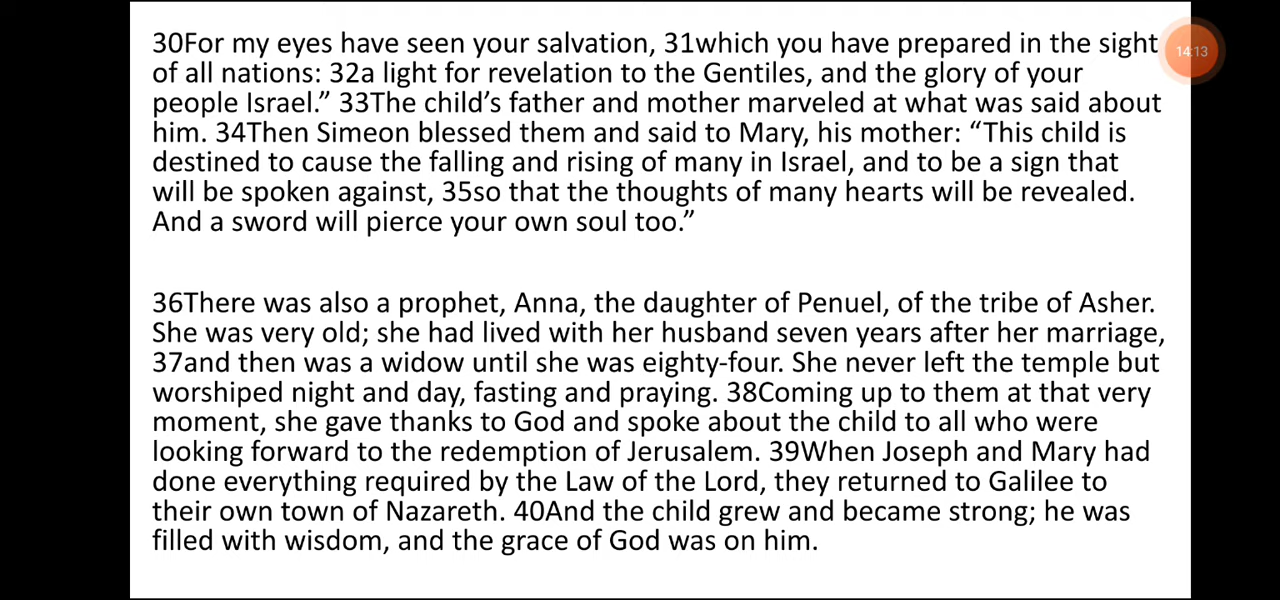 30For my eyes have seen your salvation, 31which you have prepared in the sight
of all nations: 32a light for revelation to the Gentiles, and the glory of your
people Israel.” 33The child’s father and mother marveled at what was said about
him. 34Then Simeon blessed them and said to Mary, his mother: “This child is
destined to cause the falling and rising of many in Israel, and to be a sign that
will be spoken against, 35so that the thoughts of many hearts will be revealed.
And a sword will pierce your own soul too.”
36There was also a prophet, Anna, the daughter of Penuel, of the tribe of Asher.
She was very old; she had lived with her husband seven years after her marriage,
37and then was a widow until she was eighty-four. She never left the temple but
worshiped night and day, fasting and praying. 38Coming up to them at that very
moment, she gave thanks to God and spoke about the child to all who were
looking forward to the redemption of Jerusalem. 39When Joseph and Mary had
done everything required by the Law of the Lord, they returned to Galilee to
their own town of Nazareth. 40And the child grew and became strong; he was
filled with wisdom, and the grace of God was on him.
14:13